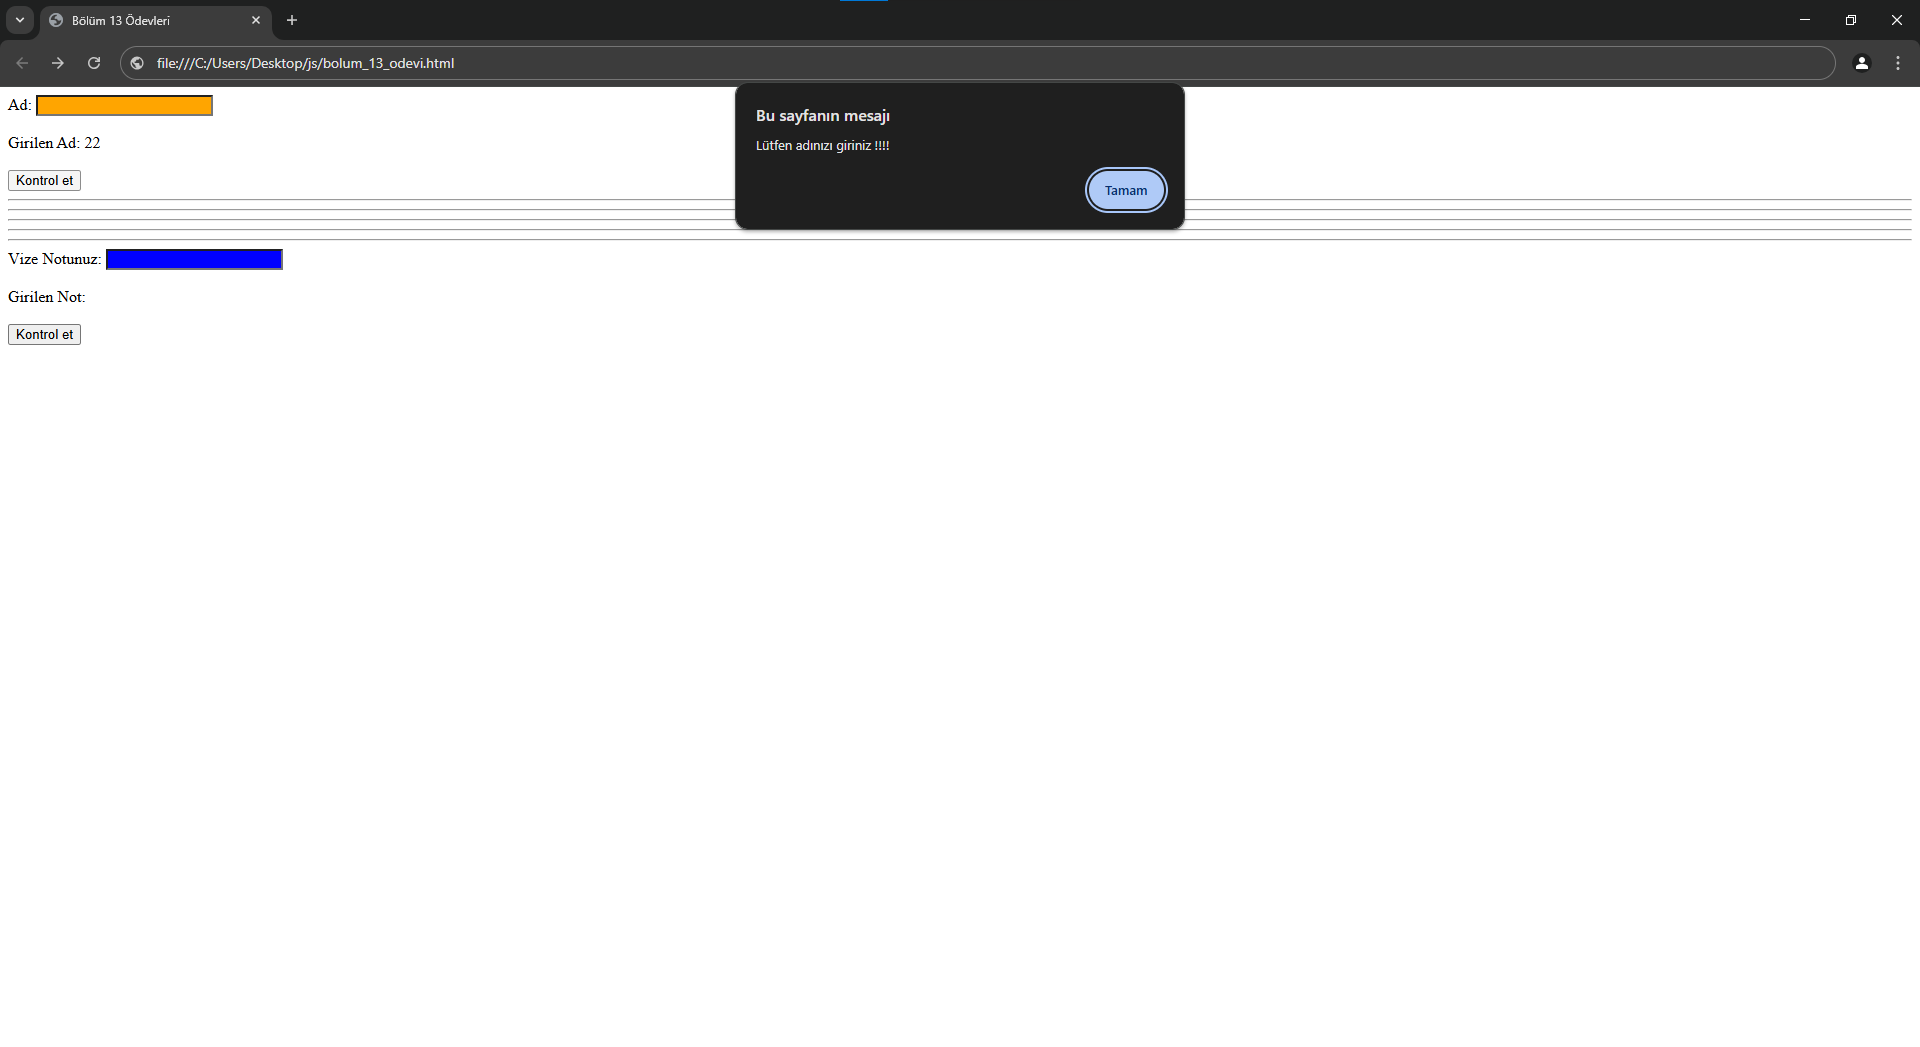 Bölüm 13 Ödevleri
file:///C:/Users/Desktop/js/bolum_13_odevi.html
Bu sayfanın mesajı
Lütfen adınızı giriniz !!!!
Tamam
Ad:
Girilen Ad: 22
Kontrol et
Vize Notunuz:
Girilen Not:
Kontrol et